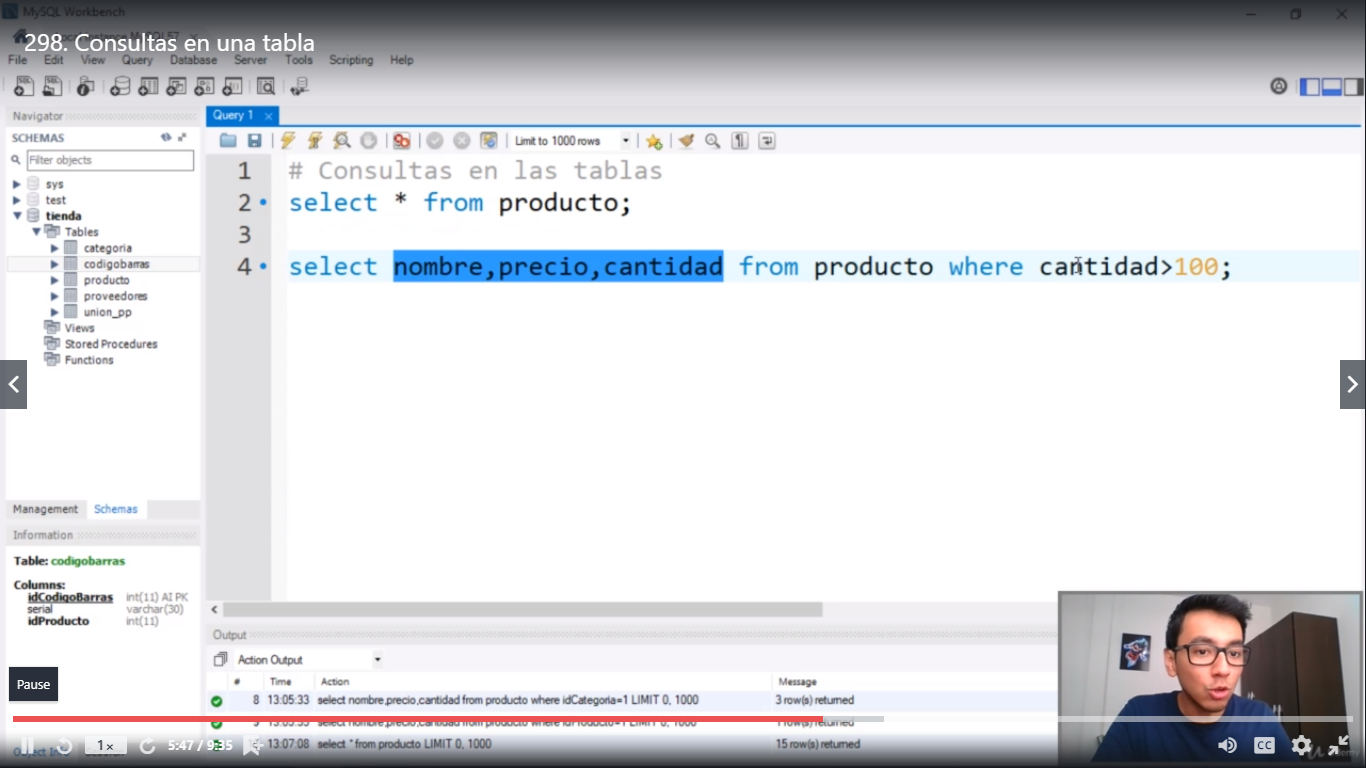 MySQL Workbench
298. Consultas en una tabla
File Edit View Query Database Server Tools Scripting Help
Navigator
SCHEMAS
Filter objects
sys
test
tienda
Tables
categoria
codigobarras
producto
proveedores
union_pp
Views
Stored Procedures
Functions
Management Schemas
Information
Table: codigobarras
Columns:
idCodigoBarras int(11) AI PK
serial varchar(30)
idProducto int(11)
Query 1
Limit to 1000 rows
1 # Consultas en las tablas
2 select * from producto;
3
4 select nombre,precio,cantidad from producto where cantidad>100;
Output
Action Output
# Time Action Message
8 13:05:33 select nombre,precio,cantidad from producto where idCategoria=1 LIMIT 0, 1000 3 row(s) returned
select nombre,precio,cantidad from producto where idProducto=1 LIMIT 0, 1000 1 row(s) returned
13:07:08 select * from producto LIMIT 0, 1000 15 row(s) returned
Pause
1x 5:47 / 9:35
CC